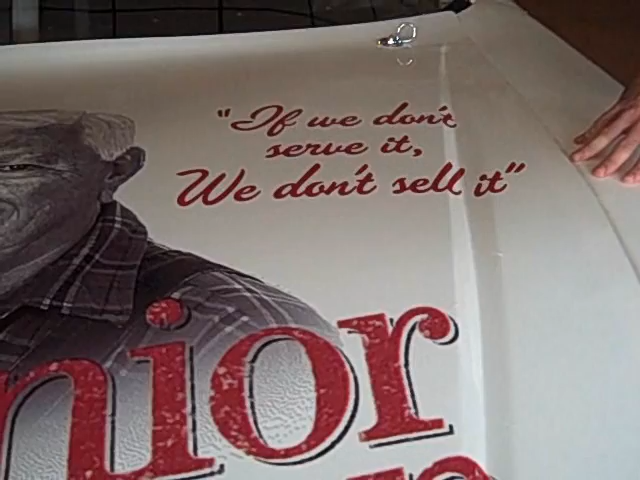 "If we don't
serve it,
We don't sell it"
nior